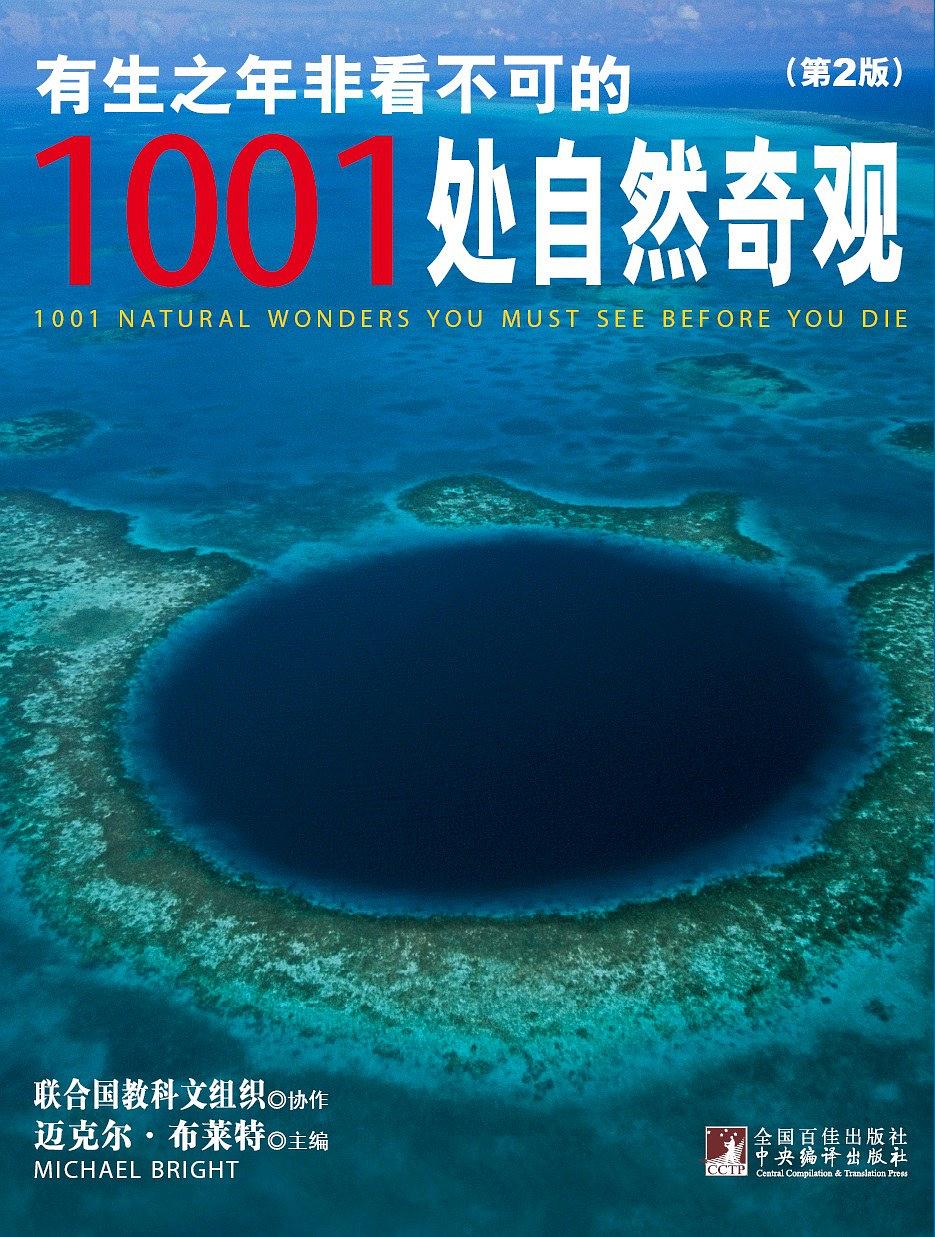 有生之年非看不可的
（第2版）
1001处自然奇观
1001 NATURAL WONDERS YOU MUST SEE BEFORE YOU DIE
联合国教科文组织◎协作
迈克尔·布莱特◎主编
MICHAEL BRIGHT
CCTP
全国百佳出版社
中央编译出版社
Central Compilation & Translation Press